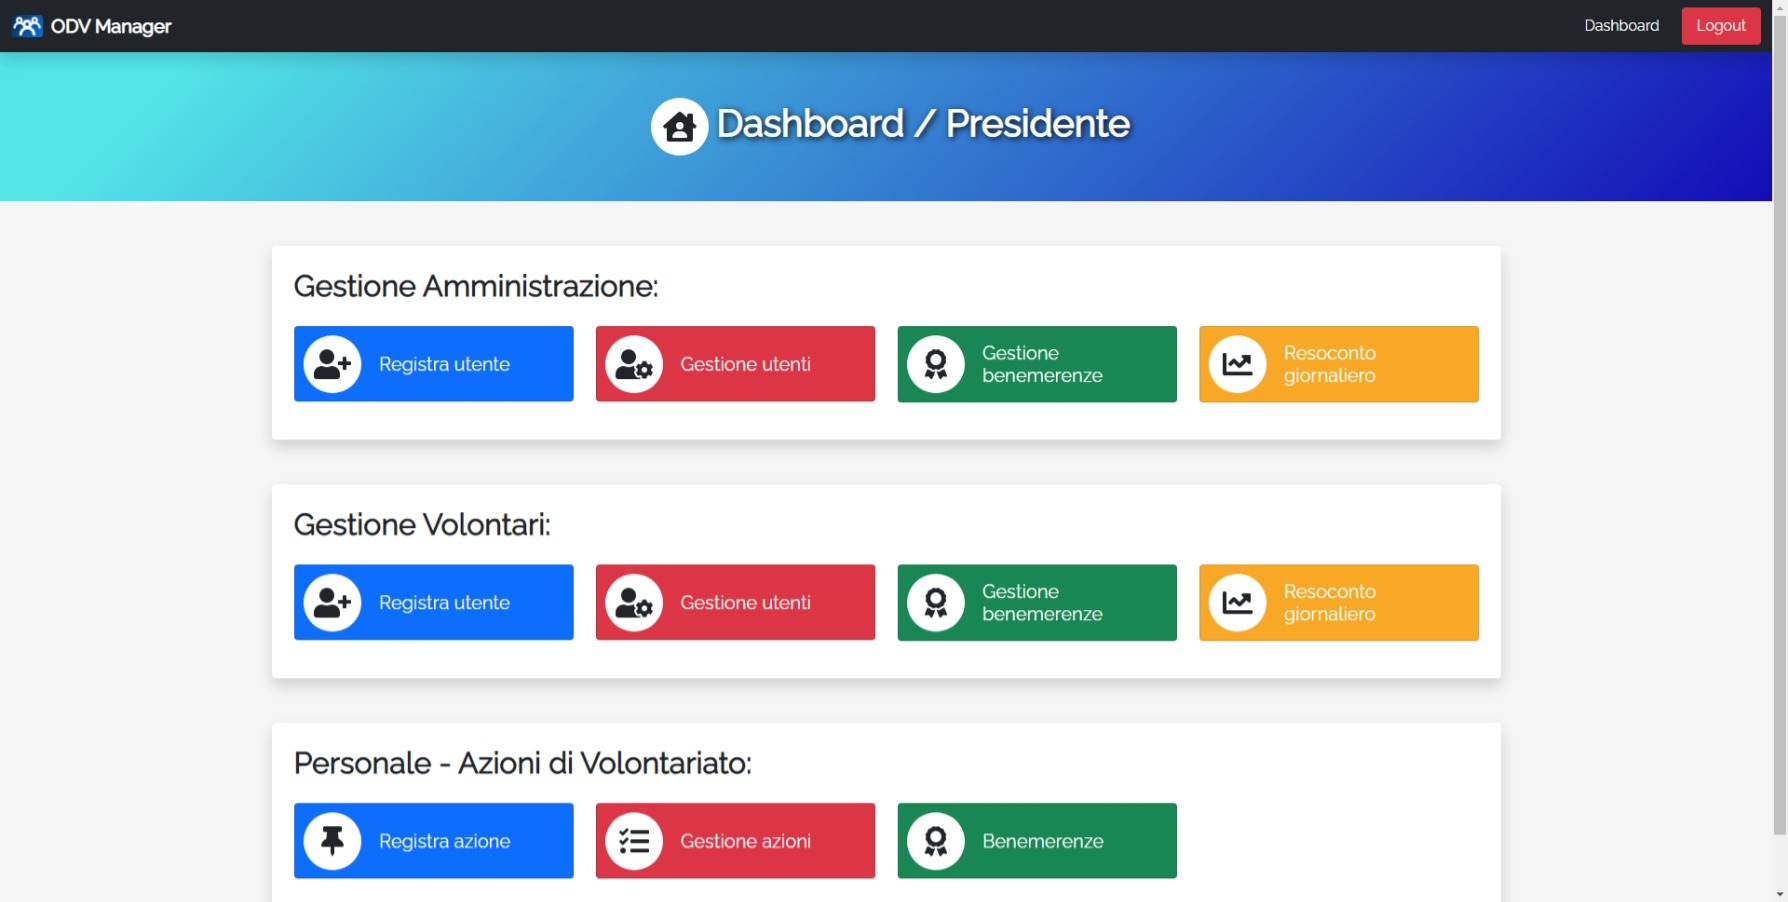 ODV Manager
Dashboard
Logout
Dashboard / Presidente
Gestione Amministrazione:
Registra utente
Gestione utenti
Gestione
benemerenze
Resoconto
giornaliero
Gestione Volontari:
Registra utente
Gestione utenti
Gestione
benemerenze
Resoconto
giornaliero
Personale - Azioni di Volontariato:
Registra azione
Gestione azioni
Benemerenze